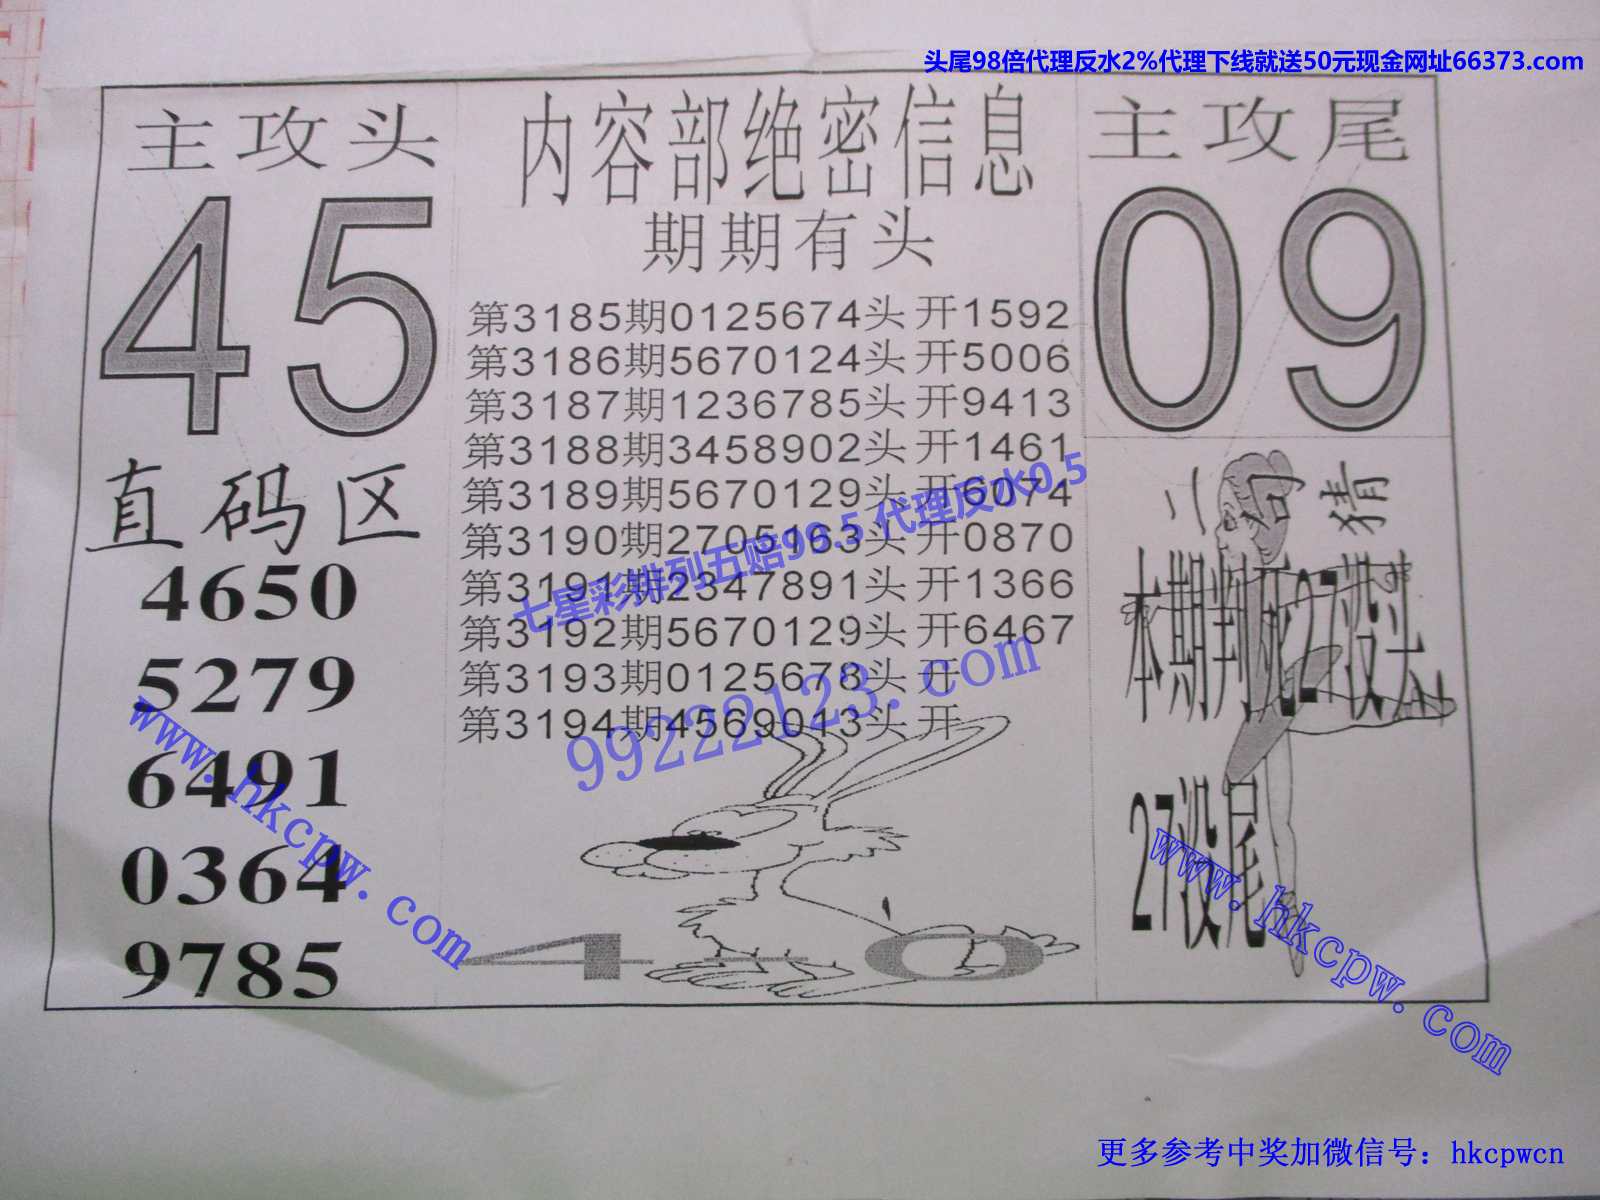 头尾98倍代理反水2%代理下线就送50元现金网址66373.com
主攻头
45
直码区
4650
5279
6491
0364
9785
内容部绝密信息
期期有头
第3185期0125674头开1592
第3186期5670124头开5006
第3187期1236785头开9413
第3188期3458902头开1461
第3189期5670129头开6074
第3190期2705163头开0870
第3191期2347891头开1366
第3192期5670129头开6467
第3193期0125678头开
第3194期4569043头开
4-0
主攻尾
09
二句猜
本期判死27没头
27没尾
七星彩排列五赔98.5 代理反水0.5
99222123.com
www.hkcpw.com
www.hkcpw.com
更多参考中奖加微信号：hkcpwcn